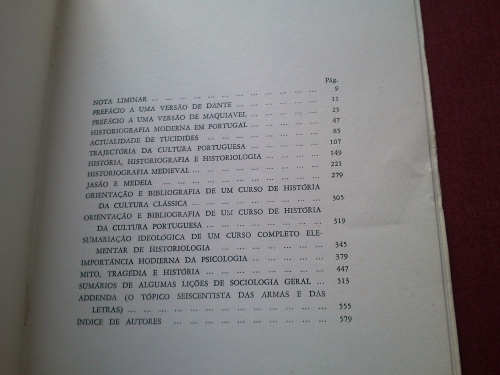 Pág.
NOTA LIMINAR ... ... ... ... ... ... ... ... ... ... ... ... 9
PREFÁCIO A UMA VERSÃO DE DANTE ... ... ... ... ... 11
PREFÁCIO A UMA VERSÃO DE MAQUIAVEL ... ... ... ... 25
HISTORIOGRAFIA MODERNA EM PORTUGAL ... ... ... ... 47
ACTUALIDADE DE TUCIDIDES ... ... ... ... ... ... ... 85
TRAJECTÓRIA DA CULTURA PORTUGUESA ... ... ... ... 107
HISTÓRIA, HISTORIOGRAFIA E HISTORIOLOGIA ... ... ... 149
HISTORIOGRAFIA MEDIEVAL ... ... ... ... ... ... ... 221
JASÃO E MEDEIA ... ... ... ... ... ... ... ... ... 279
ORIENTAÇÃO E BIBLIOGRAFIA DE UM CURSO DE HISTÓRIA
DA CULTURA CLÁSSICA ... ... ... ... ... ... ... 305
ORIENTAÇÃO E BIBLIOGRAFIA DE UM CURSO DE HISTÓRIA
DA CULTURA PORTUGUESA ... ... ... ... ... ... 319
SUMARIAÇÃO IDEOLÓGICA DE UM CURSO COMPLETO ELE-
MENTAR DE HISTORIOLOGIA ... ... ... ... ... ... 345
IMPORTÂNCIA HODIERNA DA PSICOLOGIA ... ... ... ... 379
MITO, TRAGÉDIA E HISTÓRIA ... ... ... ... ... ... ... 447
SUMÁRIOS DE ALGUMAS LIÇÕES DE SOCIOLOGIA GERAL ... 513
ADDENDA (O TÓPICO SEISCENTISTA DAS ARMAS E DAS
LETRAS) ... ... ... ... ... ... ... ... ... ... 555
ÍNDICE DE AUTORES ... ... ... ... ... ... ... ... 579